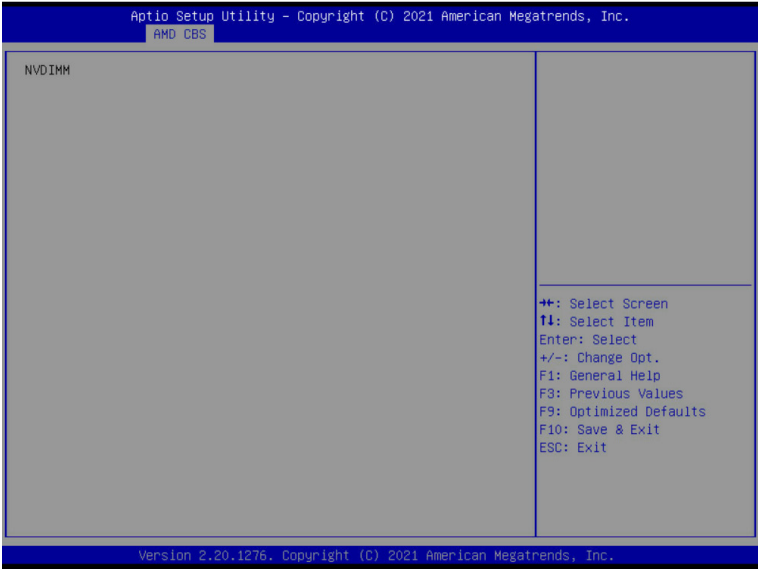 Aptio Setup Utility – Copyright (C) 2021 American Megatrends, Inc.
AMD CBS
NVDIMM
→←: Select Screen
↑↓: Select Item
Enter: Select
+/-: Change Opt.
F1: General Help
F3: Previous Values
F9: Optimized Defaults
F10: Save & Exit
ESC: Exit
Version 2.20.1276. Copyright (C) 2021 American Megatrends, Inc.